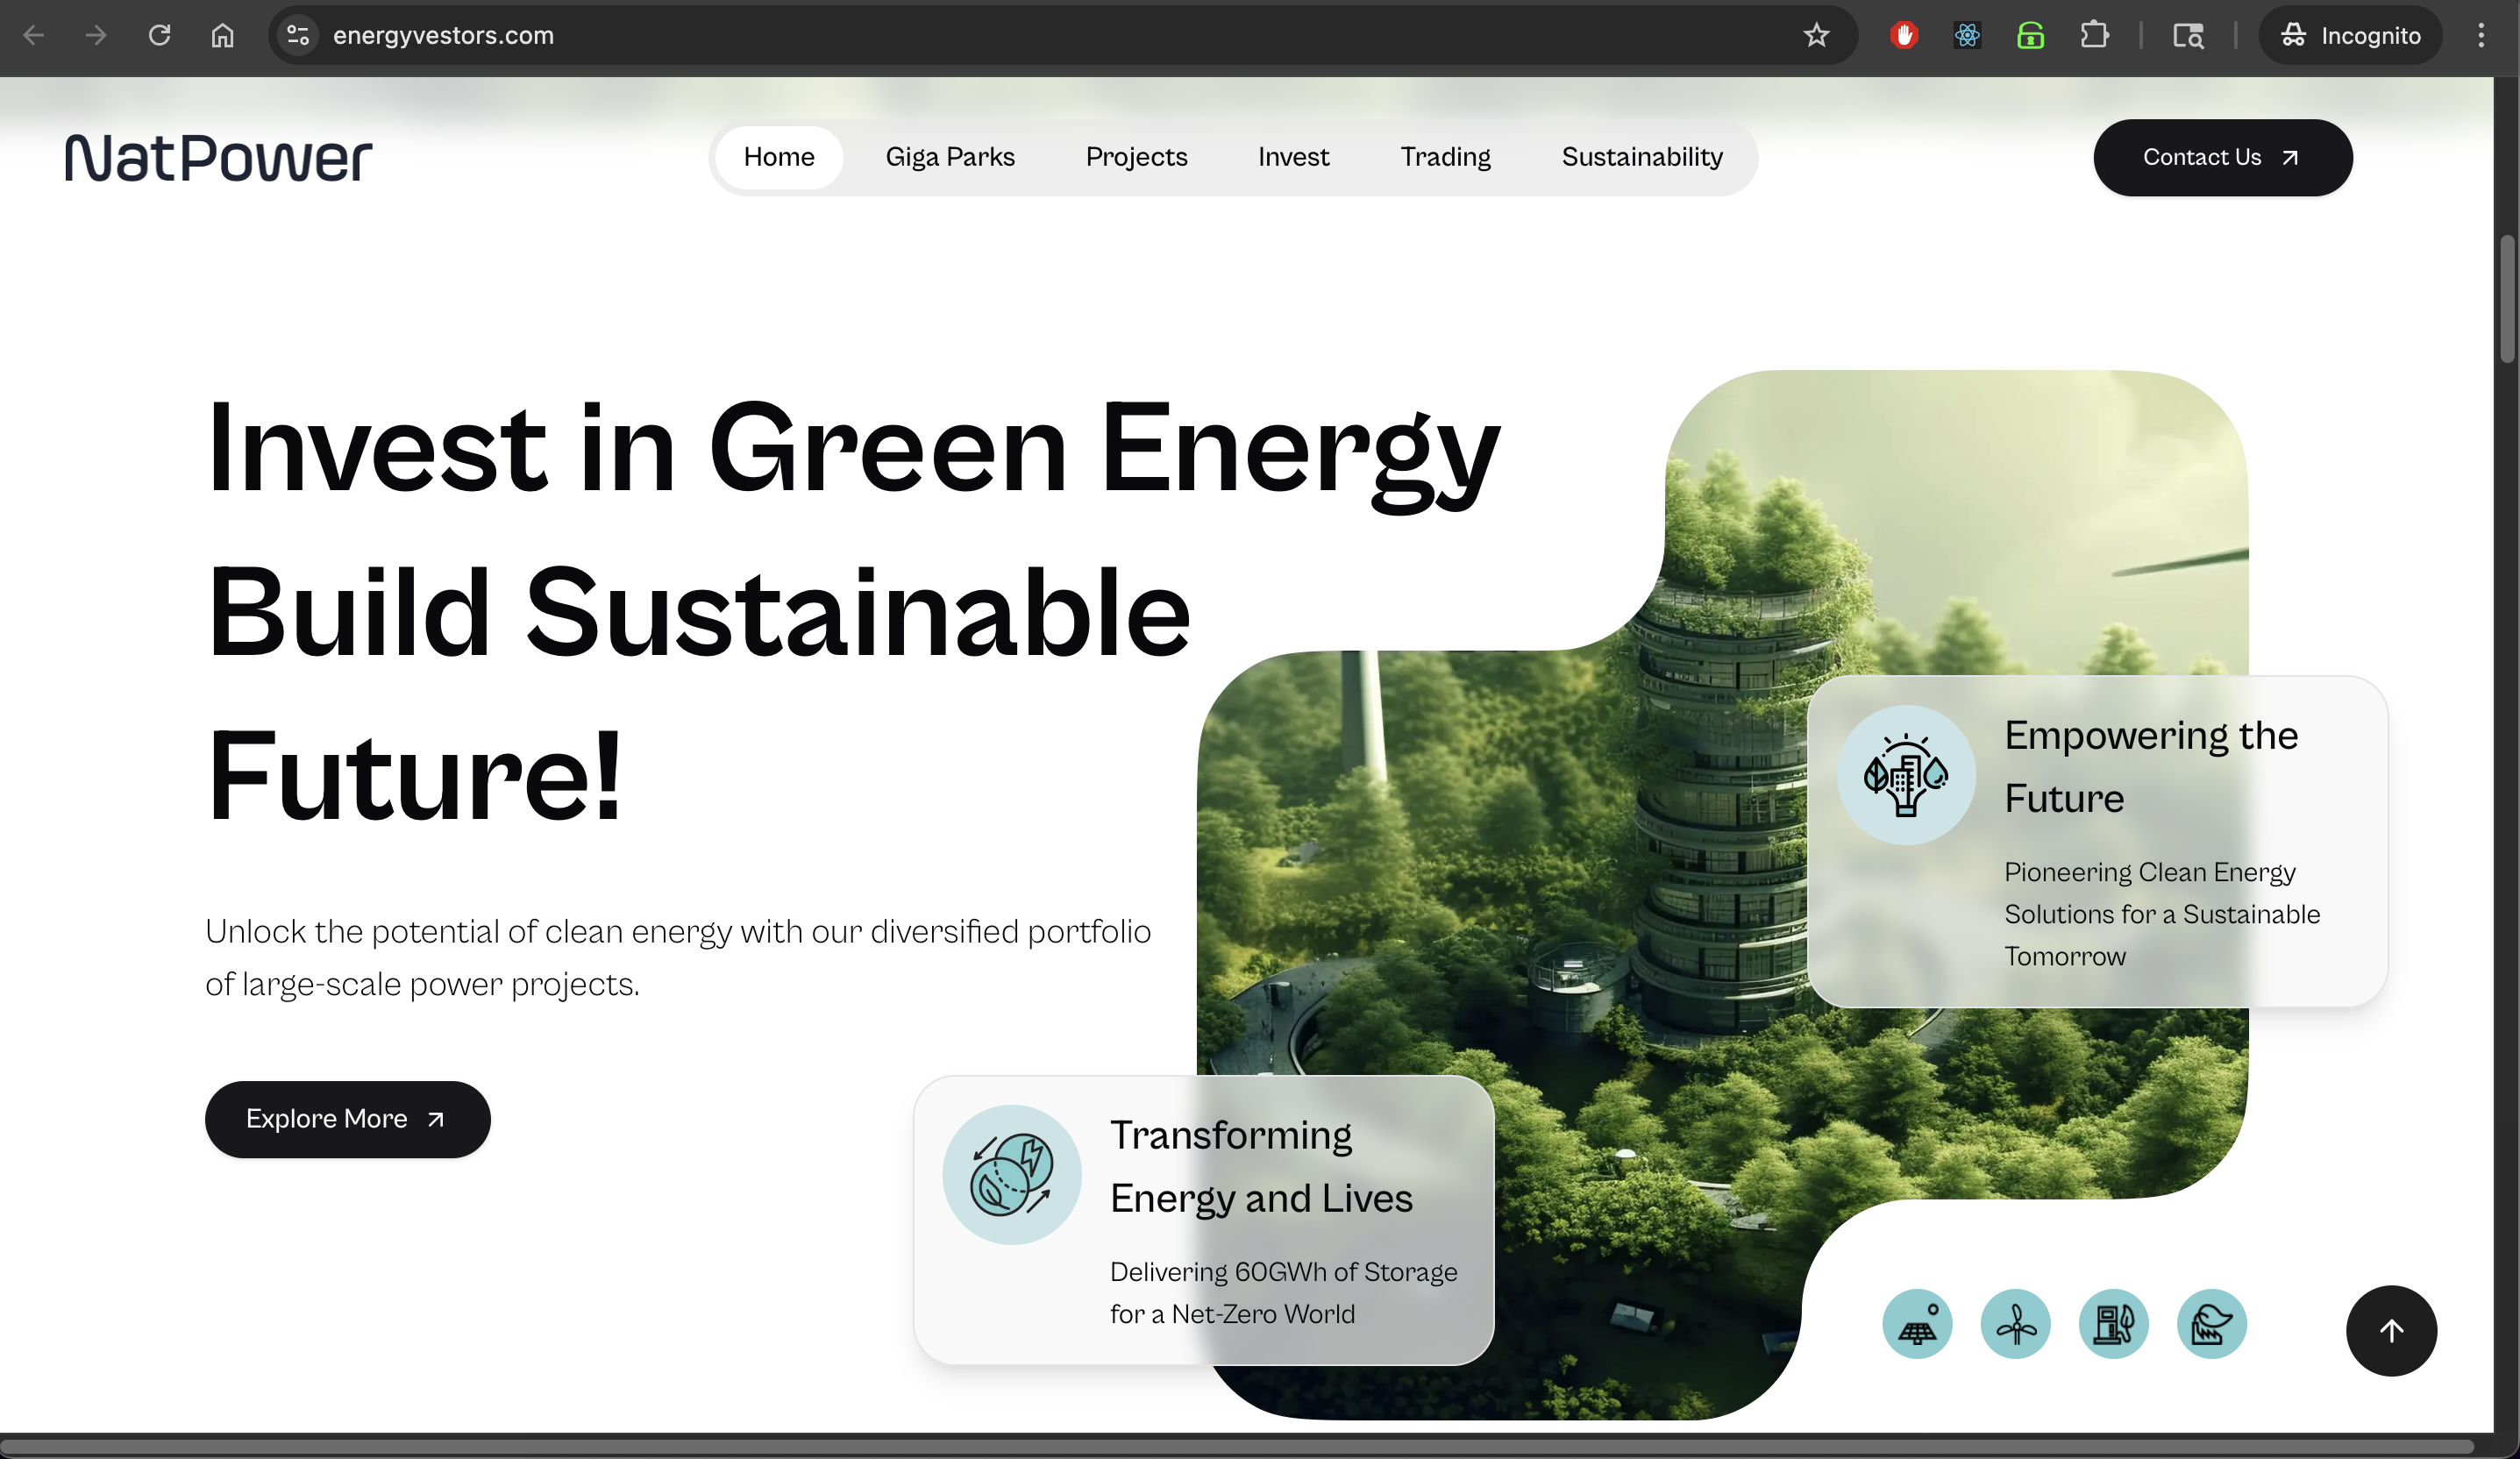 energyvestors.com
Incognito
NatPower
Home
Giga Parks
Projects
Invest
Trading
Sustainability
Contact Us
Invest in Green Energy
Build Sustainable
Future!
Unlock the potential of clean energy with our diversified portfolio
of large-scale power projects.
Explore More
Empowering the
Future
Pioneering Clean Energy
Solutions for a Sustainable
Tomorrow
Transforming
Energy and Lives
Delivering 60GWh of Storage
for a Net-Zero World